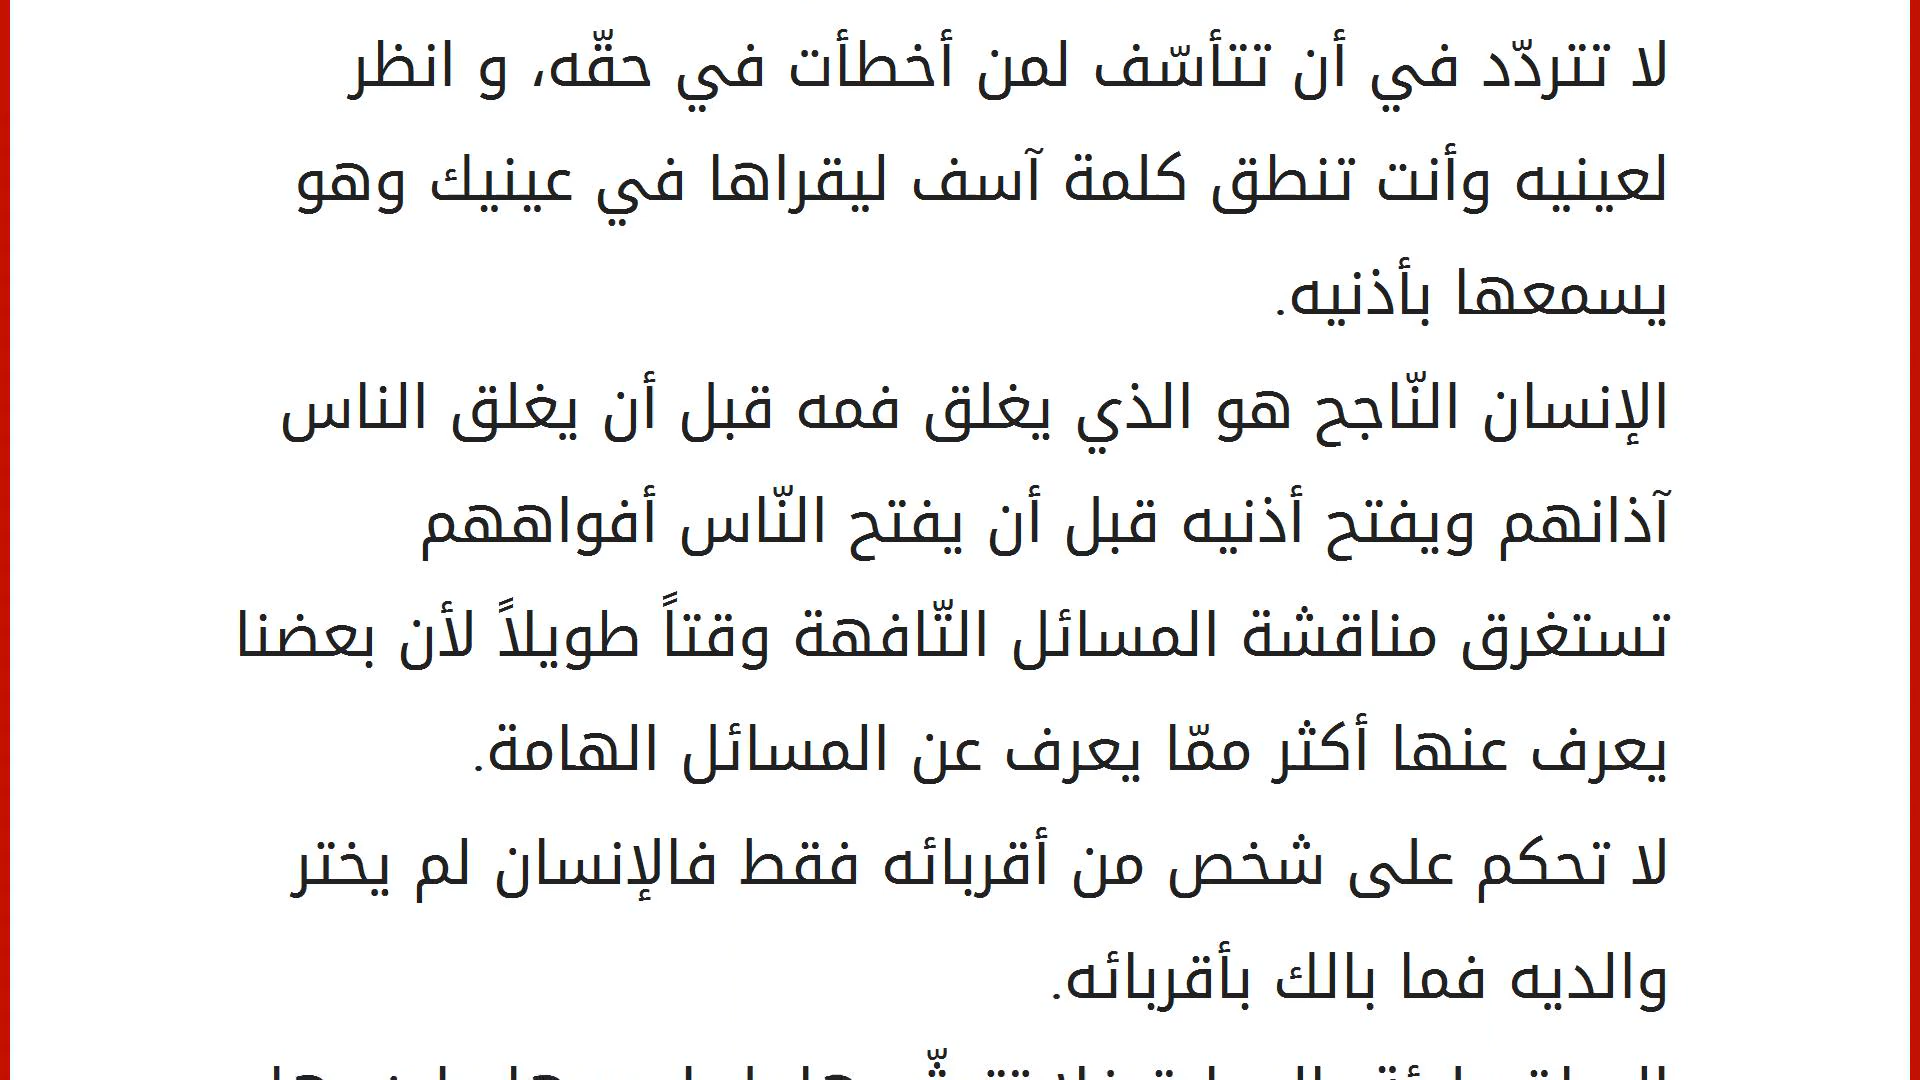 لا تتردّد في أن تتأسّف لمن أخطأت في حقّه، و انظر
لعينيه وأنت تنطق كلمة آسف ليقراها في عينيك وهو
يسمعها بأذنيه.
الإنسان النّاجح هو الذي يغلق فمه قبل أن يغلق الناس
آذانهم ويفتح أذنيه قبل أن يفتح النّاس أفواههم
تستغرق مناقشة المسائل التّافهة وقتاً طويلاً لأن بعضنا
يعرف عنها أكثر ممّا يعرف عن المسائل الهامة.
لا تحكم على شخص من أقربائه فقط فالإنسان لم يختر
والديه فما بالك بأقربائه.